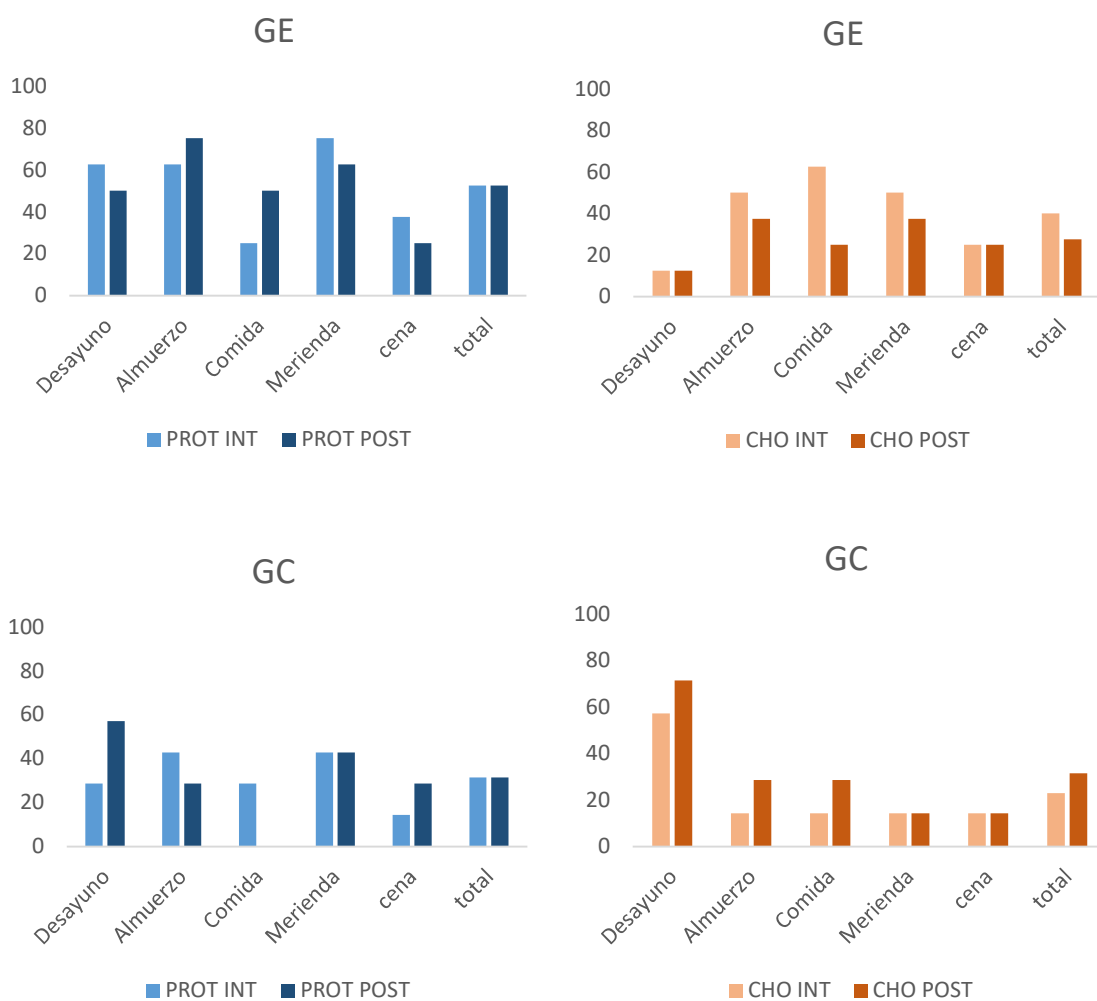 GE
100
80
60
40
20
0
Desayuno
Almuerzo
Comida
Merienda
cena
total
PROT INT PROT POST
GE
100
80
60
40
20
0
Desayuno
Almuerzo
Comida
Merienda
cena
total
CHO INT CHO POST
GC
100
80
60
40
20
0
Desayuno
Almuerzo
Comida
Merienda
cena
total
PROT INT PROT POST
GC
100
80
60
40
20
0
Desayuno
Almuerzo
Comida
Merienda
cena
total
CHO INT CHO POST